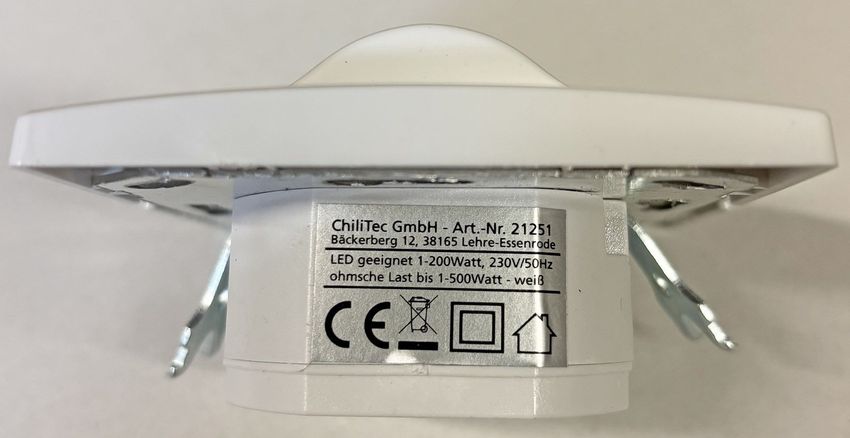 ChiliTec GmbH - Art.-Nr. 21251
Bäckerberg 12, 38165 Lehre-Essenrode
LED geeignet 1-200Watt, 230V/50Hz
ohmsche Last bis 1-500Watt - weiß
CE